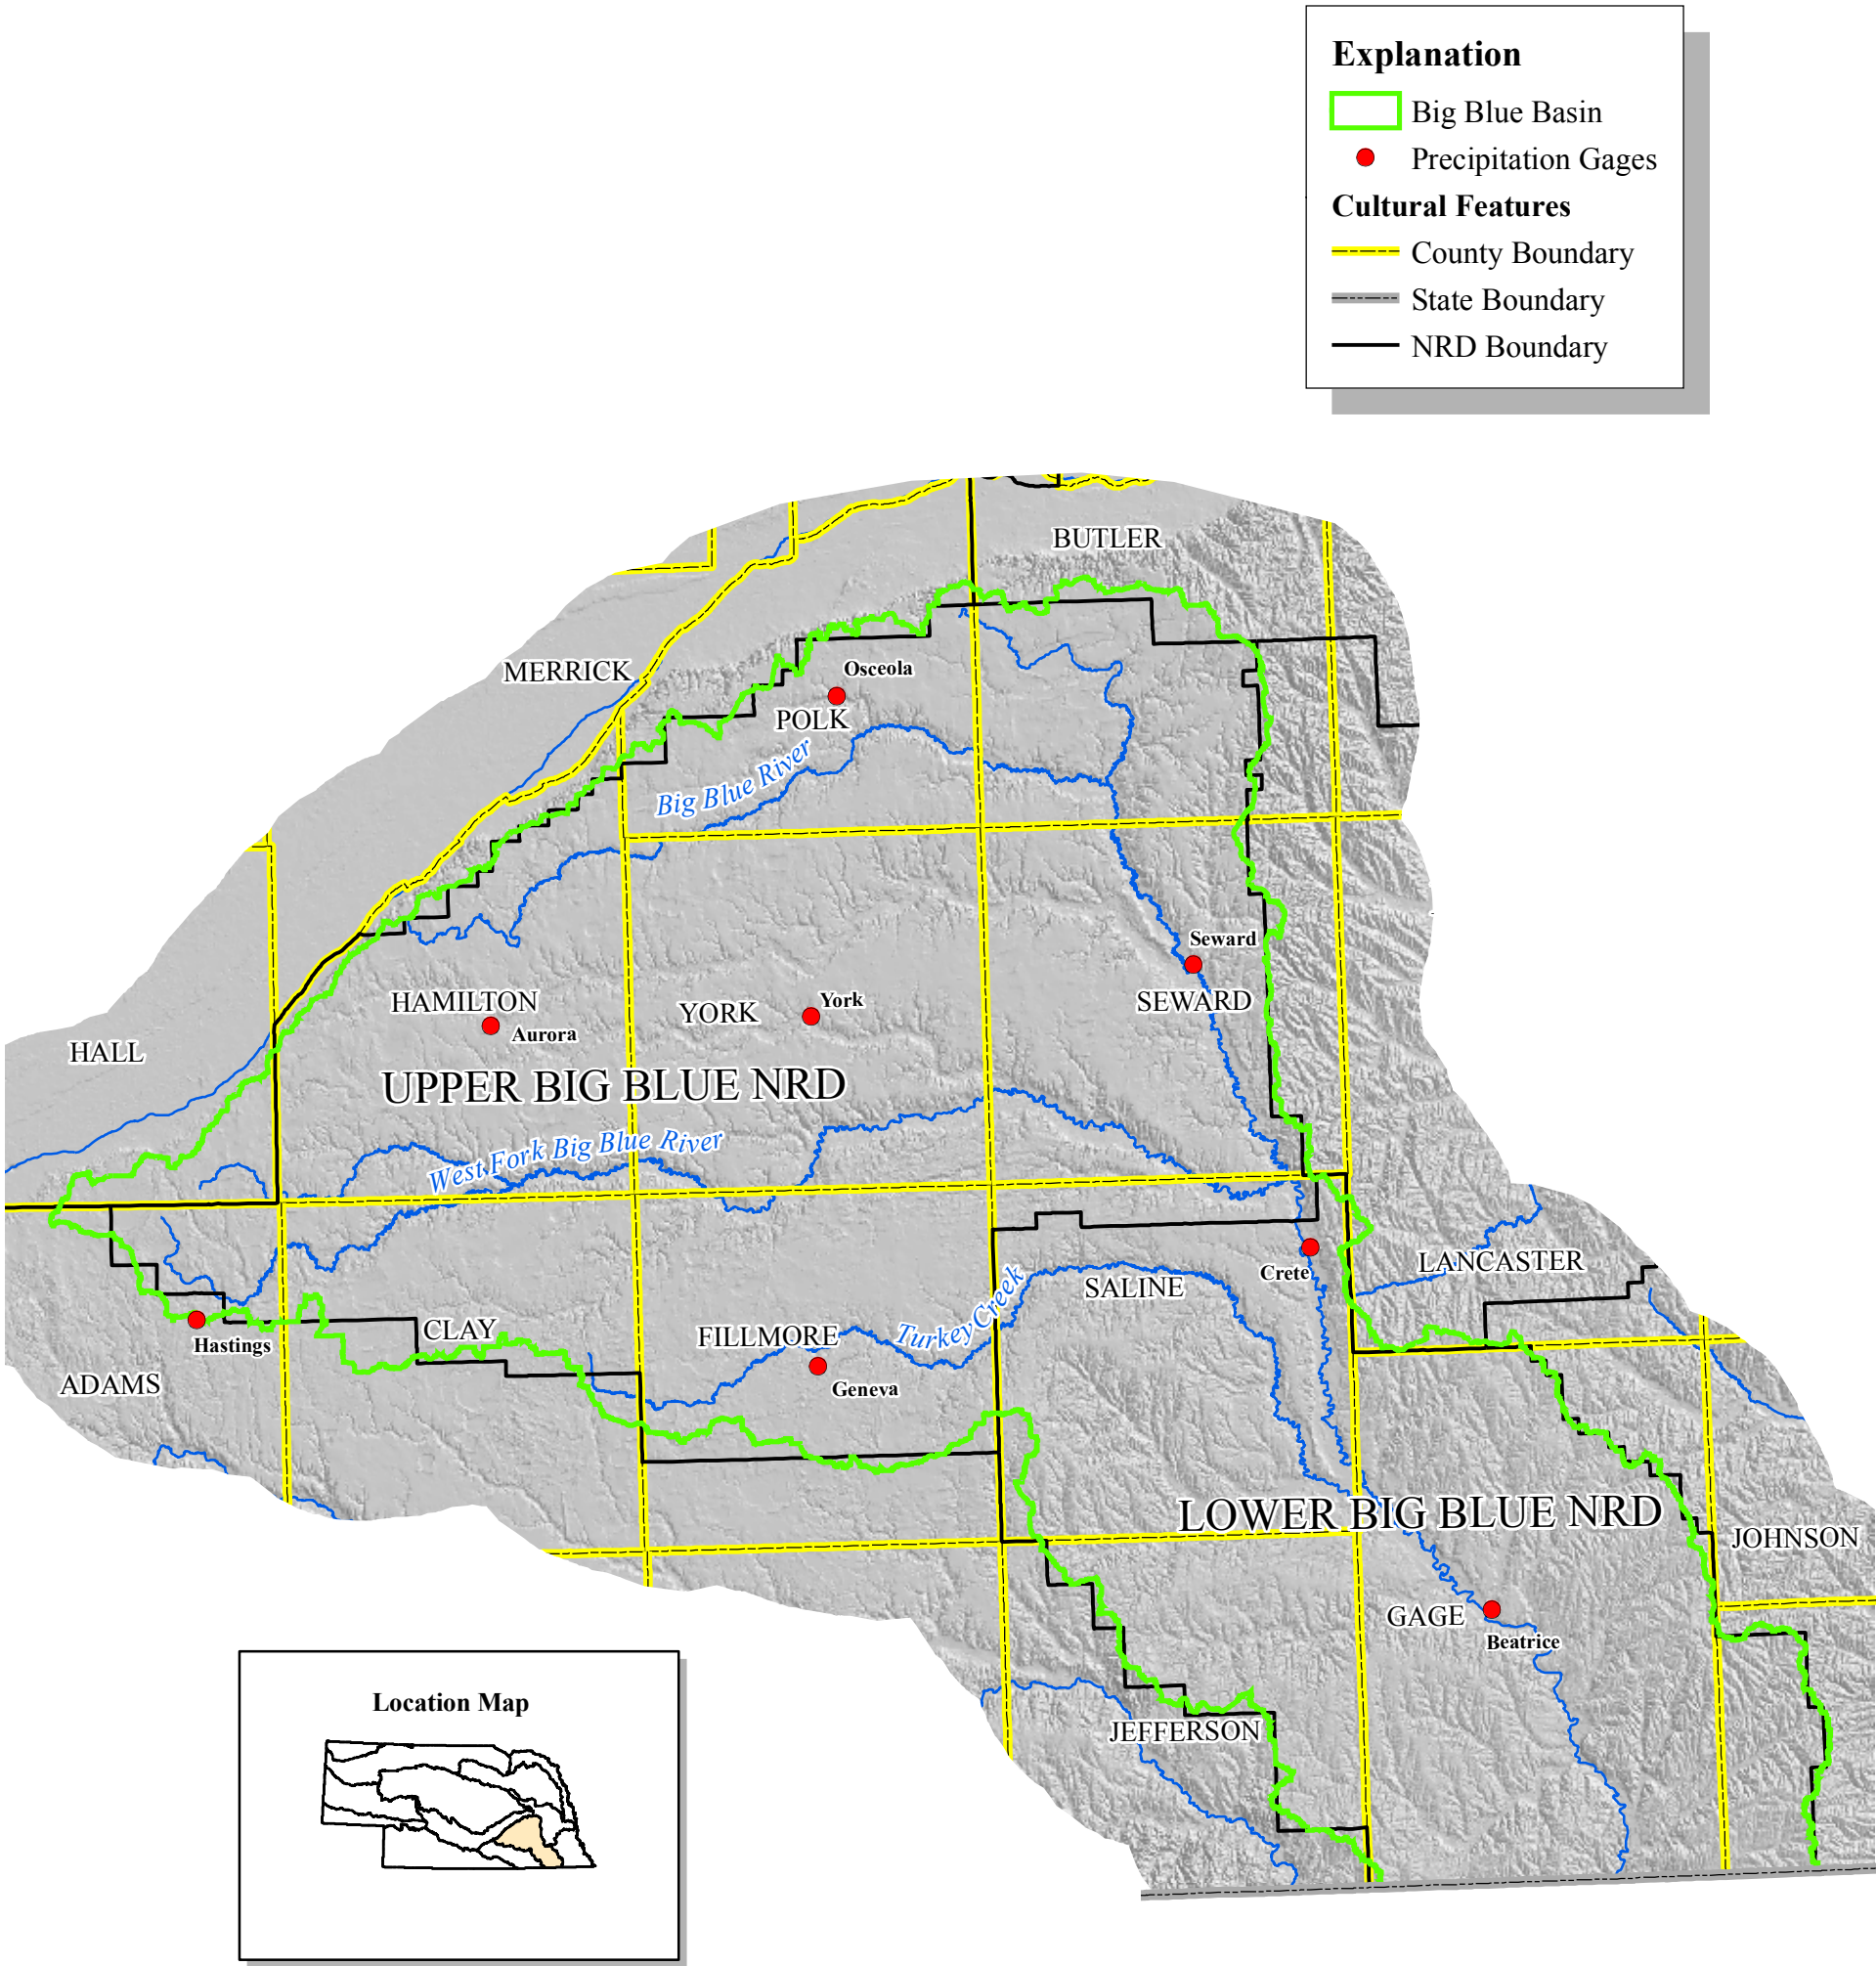 Explanation
Big Blue Basin
Precipitation Gages
Cultural Features
County Boundary
State Boundary
NRD Boundary
BUTLER
MERRICK
Osceola
POLK
Big Blue River
Seward
HAMILTON
YORK
York
SEWARD
Aurora
HALL
UPPER BIG BLUE NRD
West Fork Big Blue River
LANCASTER
Crete
SALINE
Turkey Creek
CLAY
FILLMORE
Hastings
ADAMS
Geneva
LOWER BIG BLUE NRD
JOHNSON
GAGE
Beatrice
JEFFERSON
Location Map